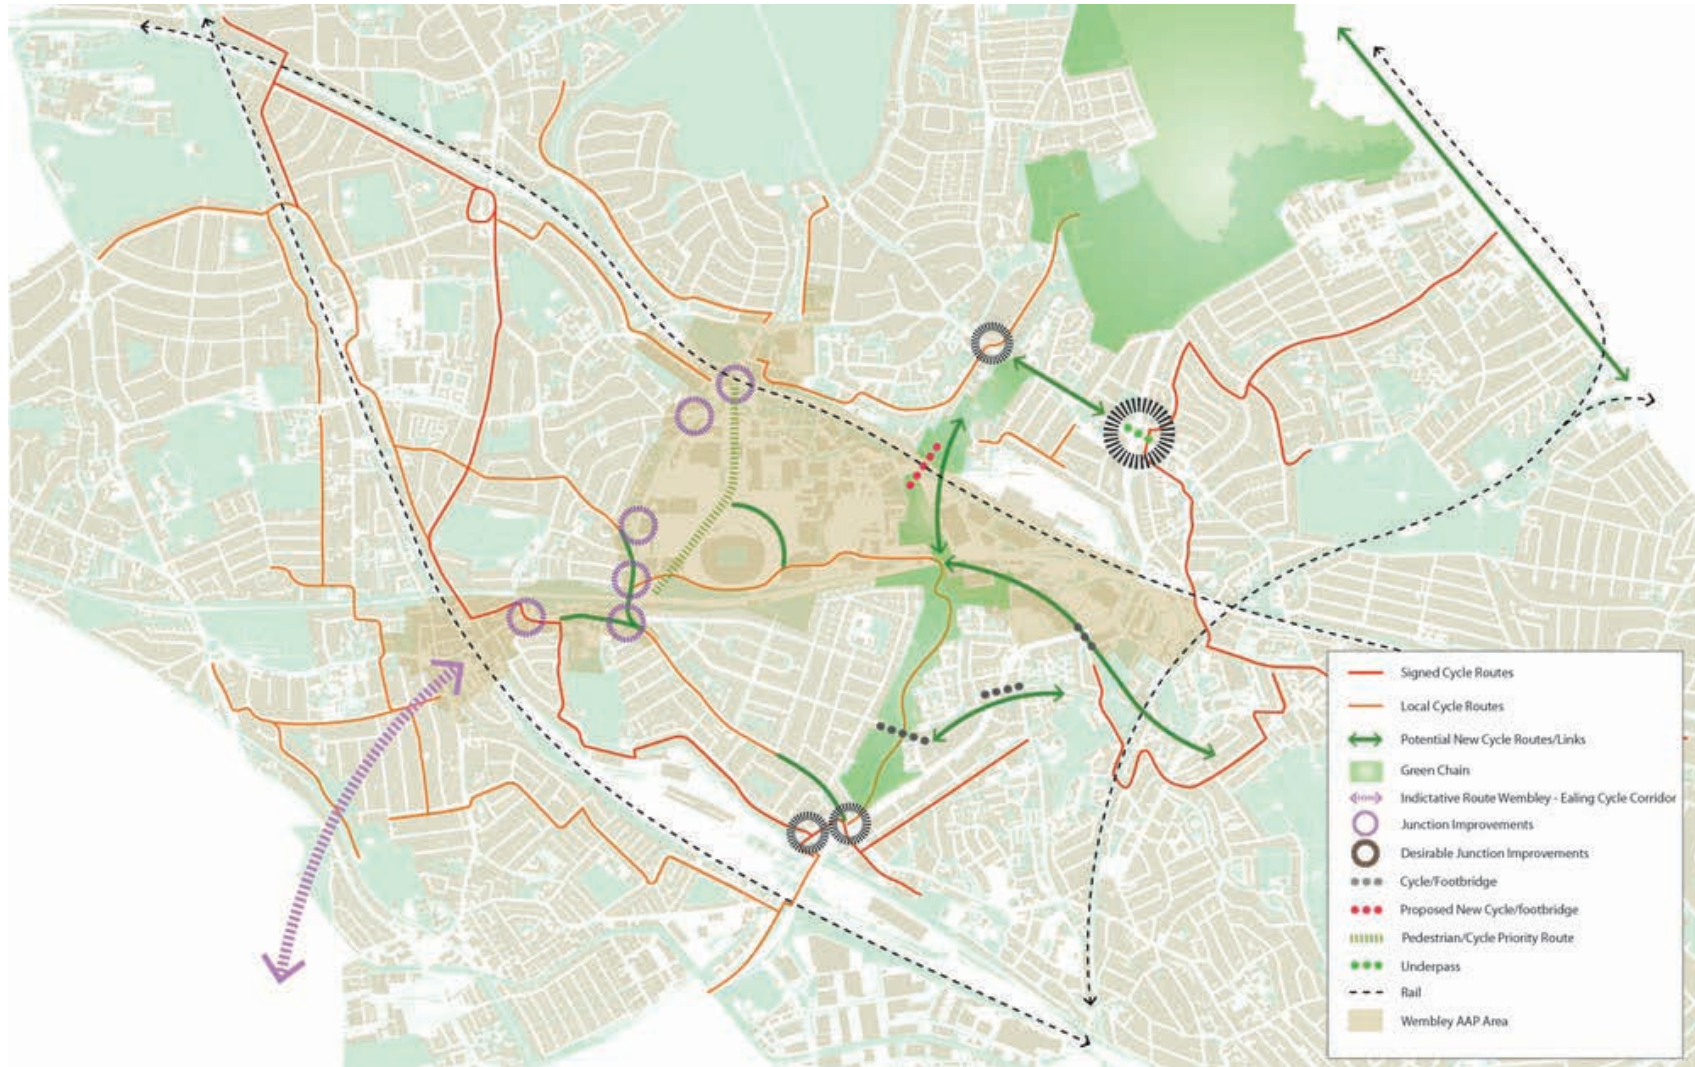 Signed Cycle Routes
Local Cycle Routes
Potential New Cycle Routes/Links
Green Chain
Indictative Route Wembley - Ealing Cycle Corridor
Junction Improvements
Desirable Junction Improvements
Cycle/Footbridge
Proposed New Cycle/footbridge
Pedestrian/Cycle Priority Route
Underpass
Rail
Wembley AAP Area